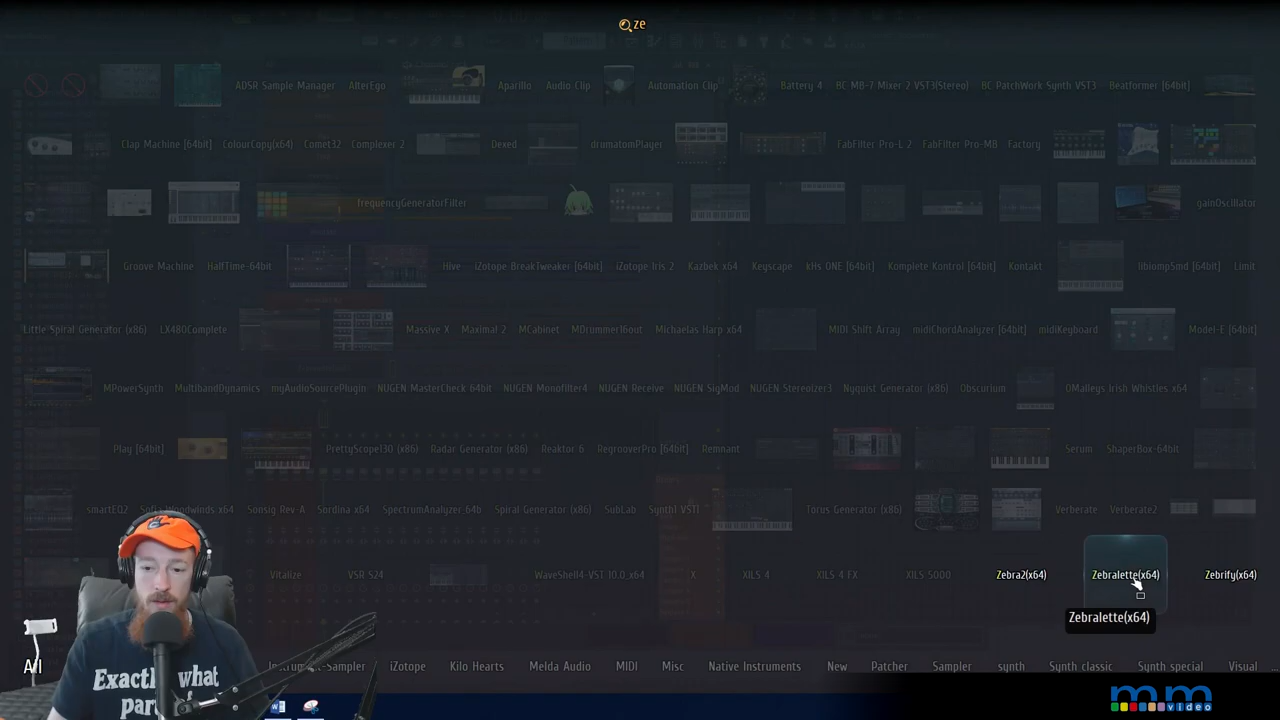 ze
ADSR Sample Manager AlterEgo Aparillo Audio Clip Automation Clip Battery 4 BC MB-7 Mixer 2 VST3(Stereo) BC PatchWork Synth VST3 Beatformer [64bit]
Clap Machine [64bit] ColourCopy(x64) Comet32 Complexer 2 Dexed drumatomPlayer FabFilter Pro-L 2 FabFilter Pro-MB Factory
frequencyGeneratorFilter gainOscillator
Groove Machine HalfTime-64bit Hive iZotope BreakTweaker [64bit] iZotope Iris 2 Kazbek x64 Keyscape kHs ONE [64bit] Komplete Kontrol [64bit] Kontakt libiomp5md [64bit] Limit
Little Spiral Generator (x86) LX480Complete Massive X Maximal 2 MCabinet MDrummer16out Michaelas Harp x64 MIDI Shift Array midiChordAnalyzer [64bit] midiKeyboard Model-E [64bit]
MPowerSynth MultibandDynamics myAudioSourcePlugin NUGEN MasterCheck 64bit NUGEN Monofilter4 NUGEN Receive NUGEN SigMod NUGEN Stereoizer3 Nyquist Generator (x86) Obscurium OMalleys Irish Whistles x64
Play [64bit] PrettyScope130 (x86) Radar Generator (x86) Reaktor 6 RegrooverPro [64bit] Remnant Serum ShaperBox-64bit
smartEQ2 Sofia Woodwinds x64 Sonsig Rev-A Sordina x64 SpectrumAnalyzer 64b Spiral Generator (x86) SubLab Synth1 VSTi Torus Generator (x86) Verberate Verberate2
Vitalize VSR S24 WaveShell4-VST 10.0_x64 X XILS 4 XILS 4 FX XILS 5000 Zebra2(x64) Zebralette(x64) Zebrify(x64)
Zebralette(x64)
All iZotope Kilo Hearts Melda Audio MIDI Misc Native Instruments New Patcher Sampler synth Synth classic Synth special Visual ...
Exactly what
par
mm
video